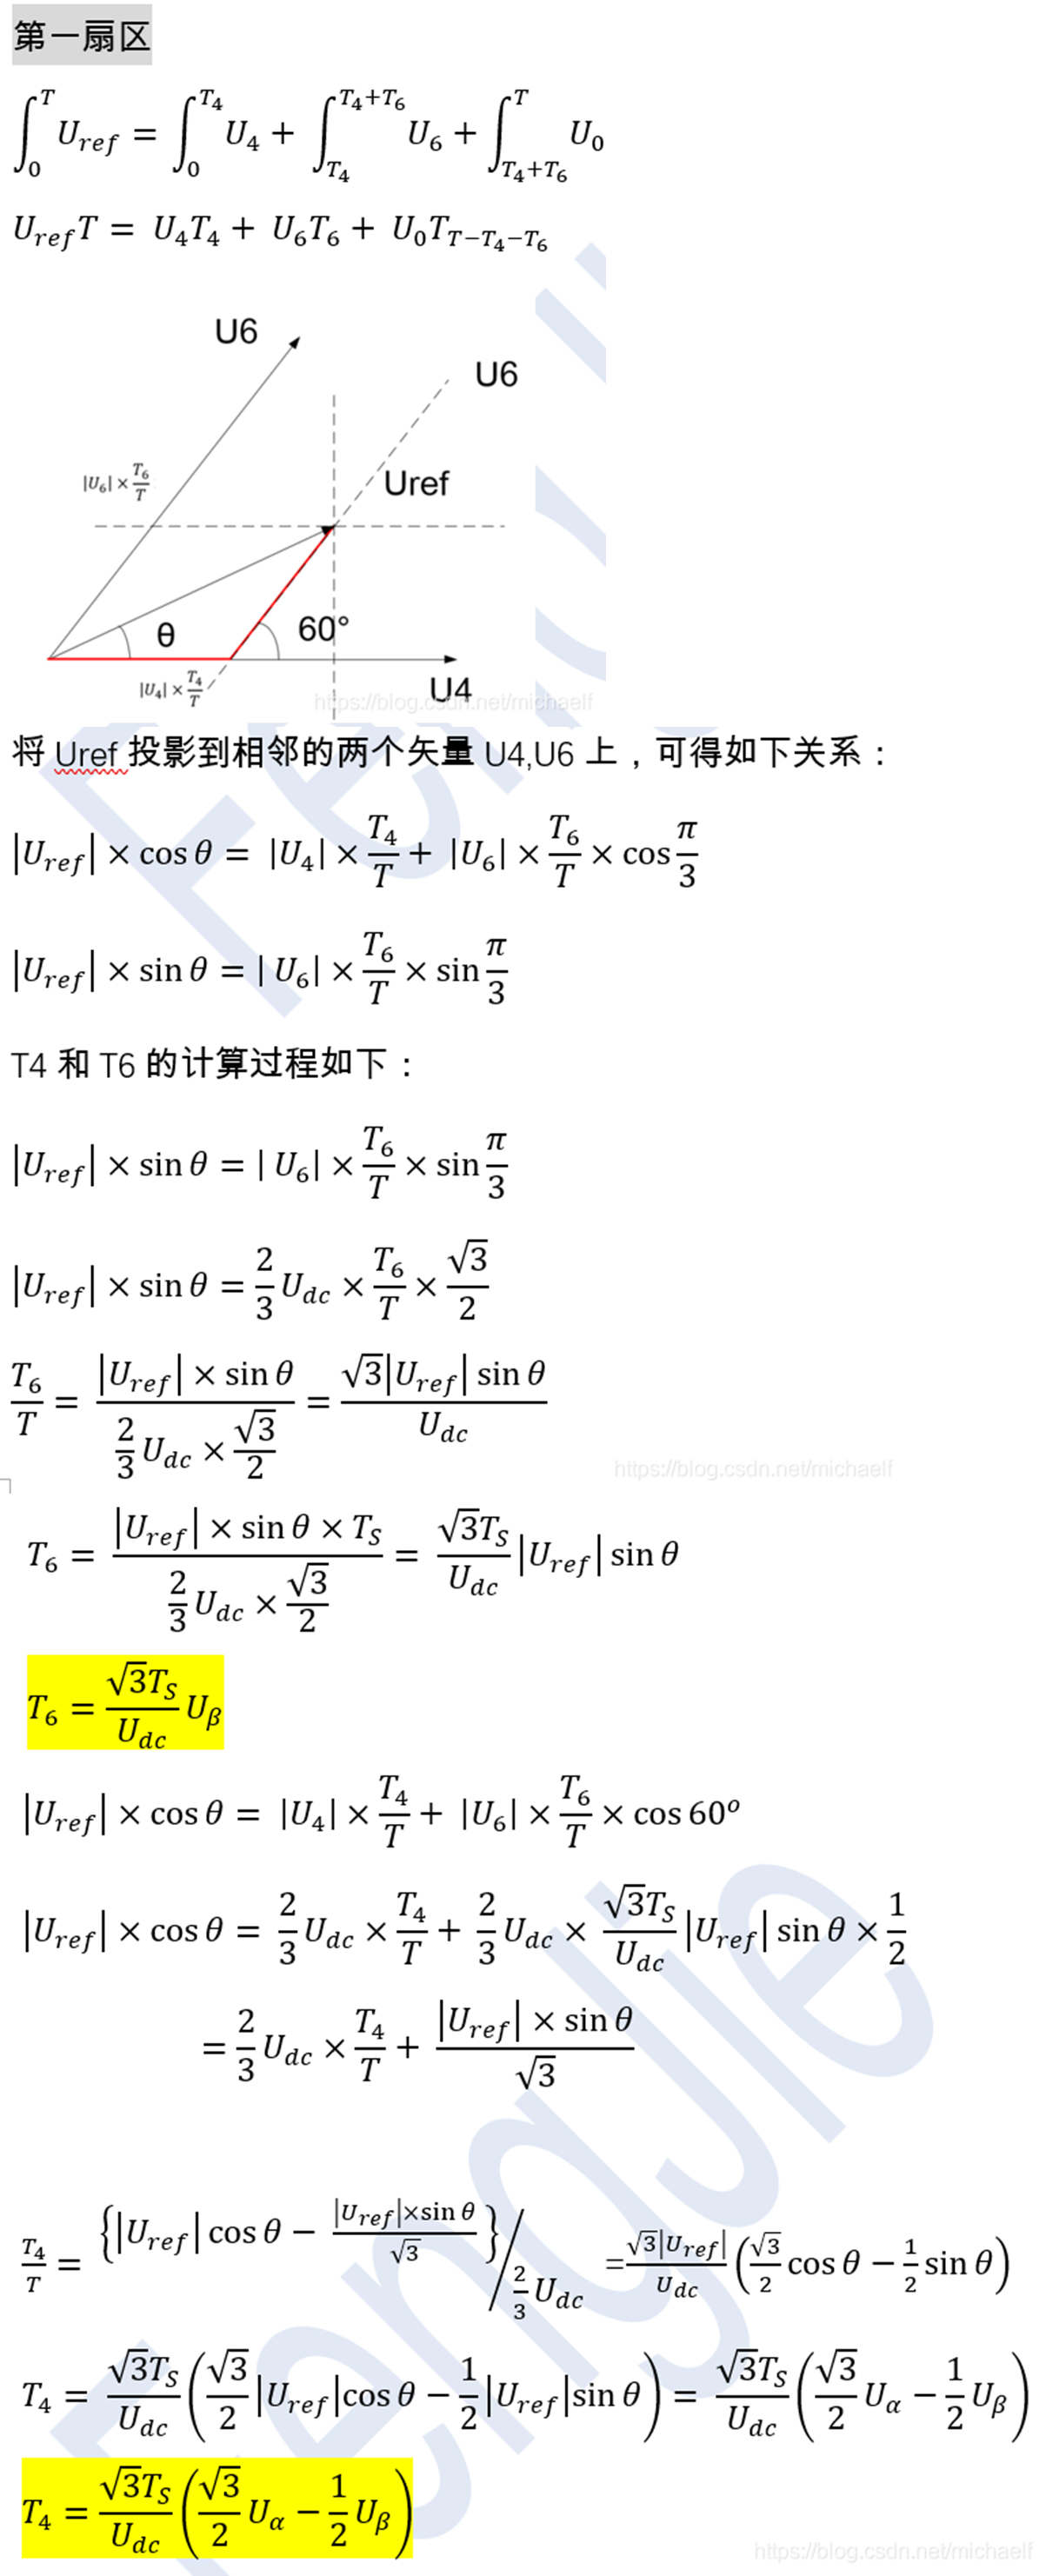 第一扇区
∫₀ᵀ U_ref = ∫₀^{T₄} U₄ + ∫_{T₄}^{T₄+T₆} U₆ + ∫_{T₄+T₆}^{T} U₀
U_ref T = U₄T₄ + U₆T₆ + U₀T_{T−T₄−T₆}
U6
U6
|U₆| × T₆/T
Uref
θ
60°
|U₄| × T₄/T
U4
https://blog.csdn.net/michaelf
将 Uref 投影到相邻的两个矢量 U4,U6 上，可得如下关系：
|U_ref| × cos θ = |U₄| × T₄/T + |U₆| × T₆/T × cos π/3
|U_ref| × sin θ = | U₆| × T₆/T × sin π/3
T4 和 T6 的计算过程如下：
|U_ref| × sin θ = | U₆| × T₆/T × sin π/3
|U_ref| × sin θ = 2/3 U_dc × T₆/T × √3/2
T₆/T = (|U_ref| × sin θ)/(2/3 U_dc × √3/2) = (√3|U_ref| sin θ)/U_dc
https://blog.csdn.net/michaelf
T₆ = (|U_ref| × sin θ × T_S)/(2/3 U_dc × √3/2) = (√3T_S/U_dc) |U_ref| sin θ
T₆ = (√3T_S/U_dc) U_β
|U_ref| × cos θ = |U₄| × T₄/T + |U₆| × T₆/T × cos 60°
|U_ref| × cos θ = 2/3 U_dc × T₄/T + 2/3 U_dc × (√3T_S/U_dc) |U_ref| sin θ × 1/2
= 2/3 U_dc × T₄/T + (|U_ref| × sin θ)/√3
T₄/T = {|U_ref| cos θ − (|U_ref|×sin θ)/√3} / (2/3 U_dc) = (√3|U_ref|/U_dc) (√3/2 cos θ − 1/2 sin θ)
T₄ = (√3T_S/U_dc) (√3/2 |U_ref|cos θ − 1/2 |U_ref|sin θ) = (√3T_S/U_dc) (√3/2 U_α − 1/2 U_β)
T₄ = (√3T_S/U_dc) (√3/2 U_α − 1/2 U_β)
https://blog.csdn.net/michaelf
FengJie